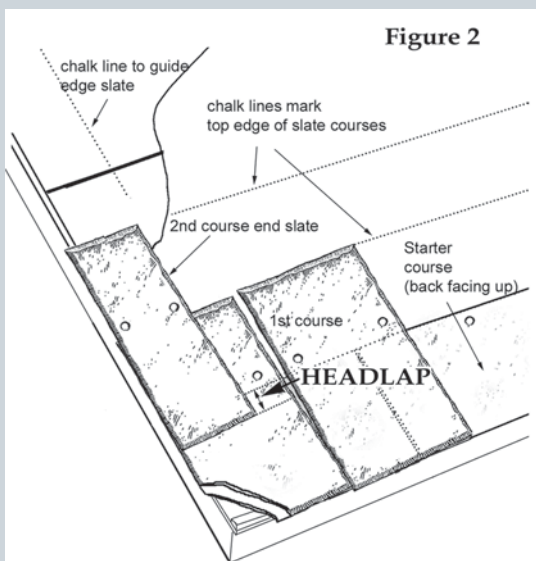 Figure 2
chalk line to guide
edge slate
chalk lines mark
top edge of slate courses
2nd course end slate
Starter
course
(back facing up)
1st course
HEADLAP